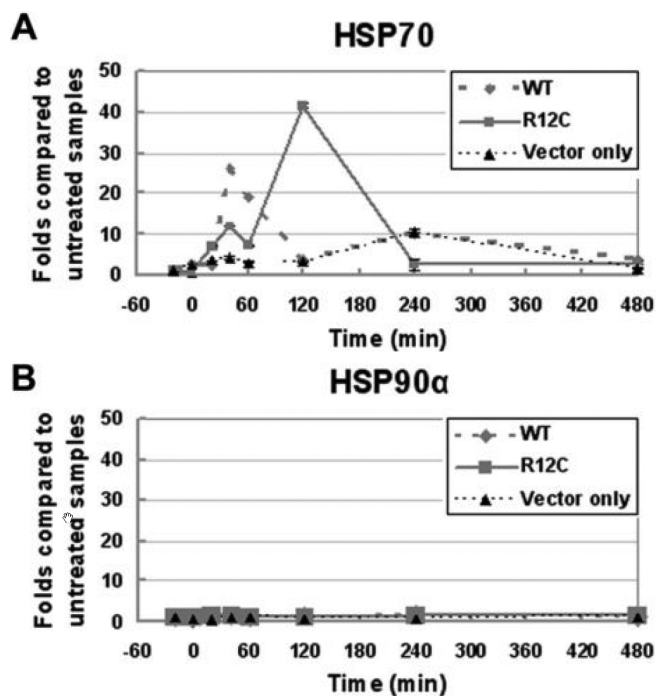 A
HSP70
Folds compared to
untreated samples
50
40
30
20
10
0
WT
R12C
Vector only
-60 0 60 120 180 240 300 360 420 480
Time (min)
B
HSP90α
Folds compared to
untreated samples
50
40
30
20
10
0
WT
R12C
Vector only
-60 0 60 120 180 240 300 360 420 480
Time (min)